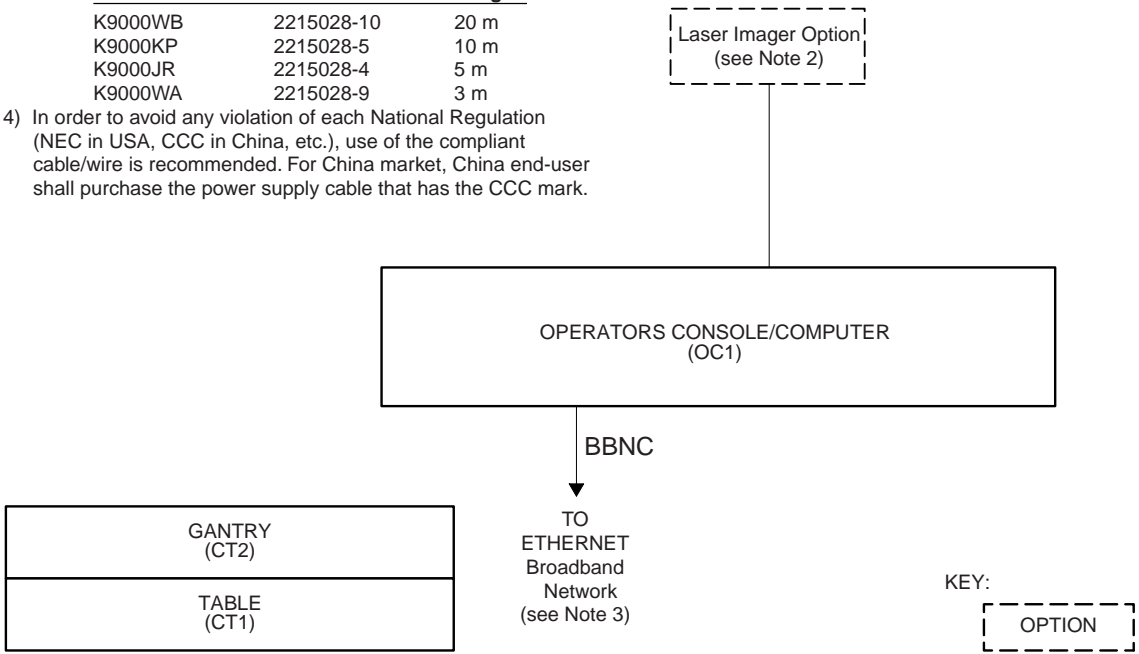 K9000WB 2215028-10 20 m
K9000KP 2215028-5 10 m
K9000JR 2215028-4 5 m
K9000WA 2215028-9 3 m
4) In order to avoid any violation of each National Regulation
(NEC in USA, CCC in China, etc.), use of the compliant
cable/wire is recommended. For China market, China end-user
shall purchase the power supply cable that has the CCC mark.
Laser Imager Option
(see Note 2)
OPERATORS CONSOLE/COMPUTER
(OC1)
BBNC
TO
ETHERNET
Broadband
Network
(see Note 3)
GANTRY
(CT2)
TABLE
(CT1)
KEY:
OPTION